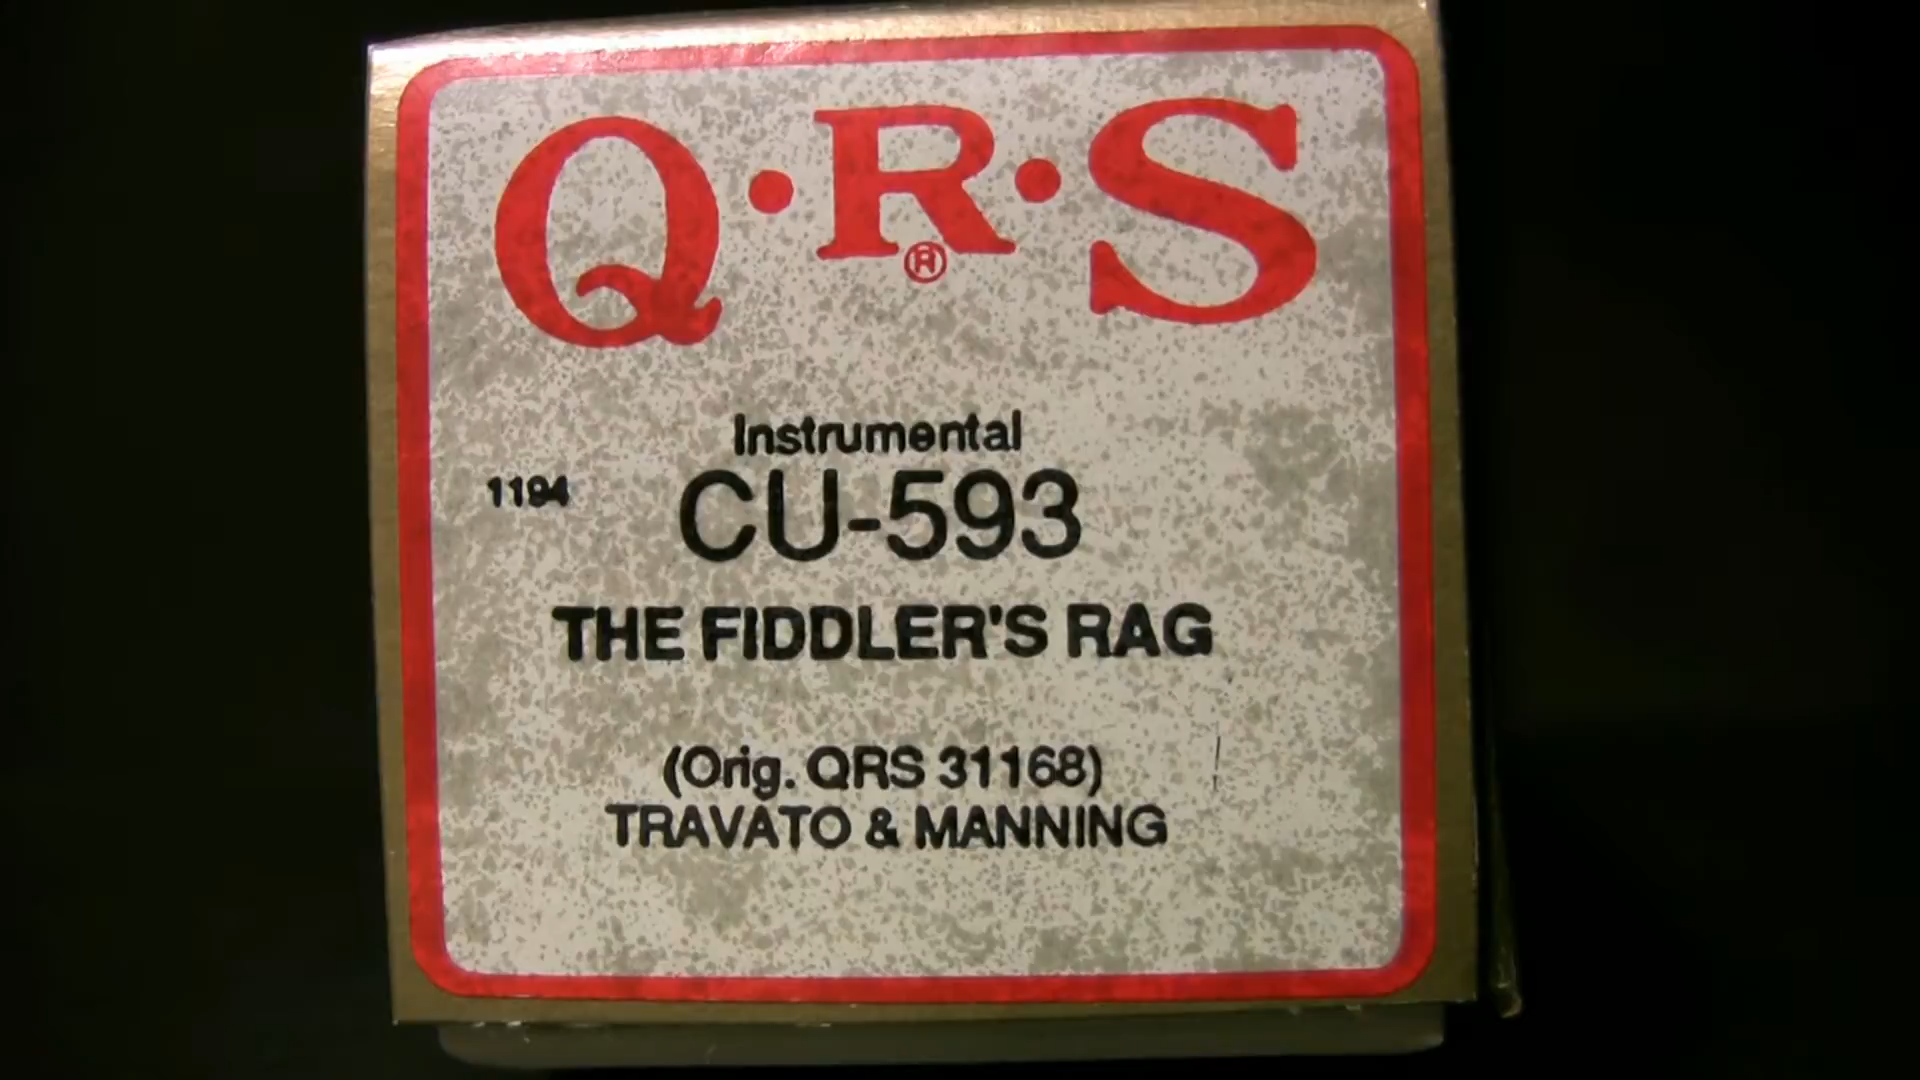 Q·R·S
®
Instrumental
1194 CU-593
THE FIDDLER'S RAG
(Orig. QRS 31168)
TRAVATO & MANNING